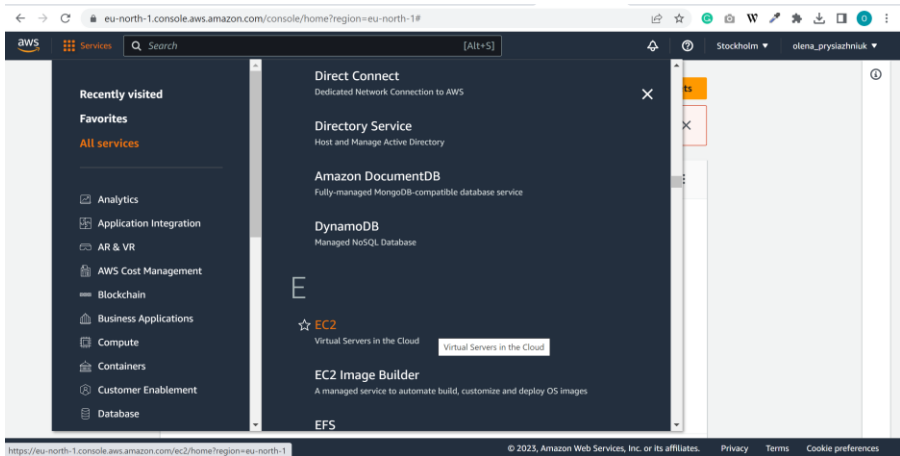 eu-north-1.console.aws.amazon.com/console/home?region=eu-north-1#
aws
Services
Search
[Alt+S]
Stockholm
olena_prysiazhniuk
Recently visited
Favorites
All services
Analytics
Application Integration
AR & VR
AWS Cost Management
Blockchain
Business Applications
Compute
Containers
Customer Enablement
Database
Direct Connect
Dedicated Network Connection to AWS
Directory Service
Host and Manage Active Directory
Amazon DocumentDB
Fully-managed MongoDB-compatible database service
DynamoDB
Managed NoSQL Database
E
EC2
Virtual Servers in the Cloud
Virtual Servers in the Cloud
EC2 Image Builder
A managed service to automate build, customize and deploy OS images
EFS
ts
https://eu-north-1.console.aws.amazon.com/ec2/home?region=eu-north-1
© 2023, Amazon Web Services, Inc. or its affiliates.
Privacy
Terms
Cookie preferences